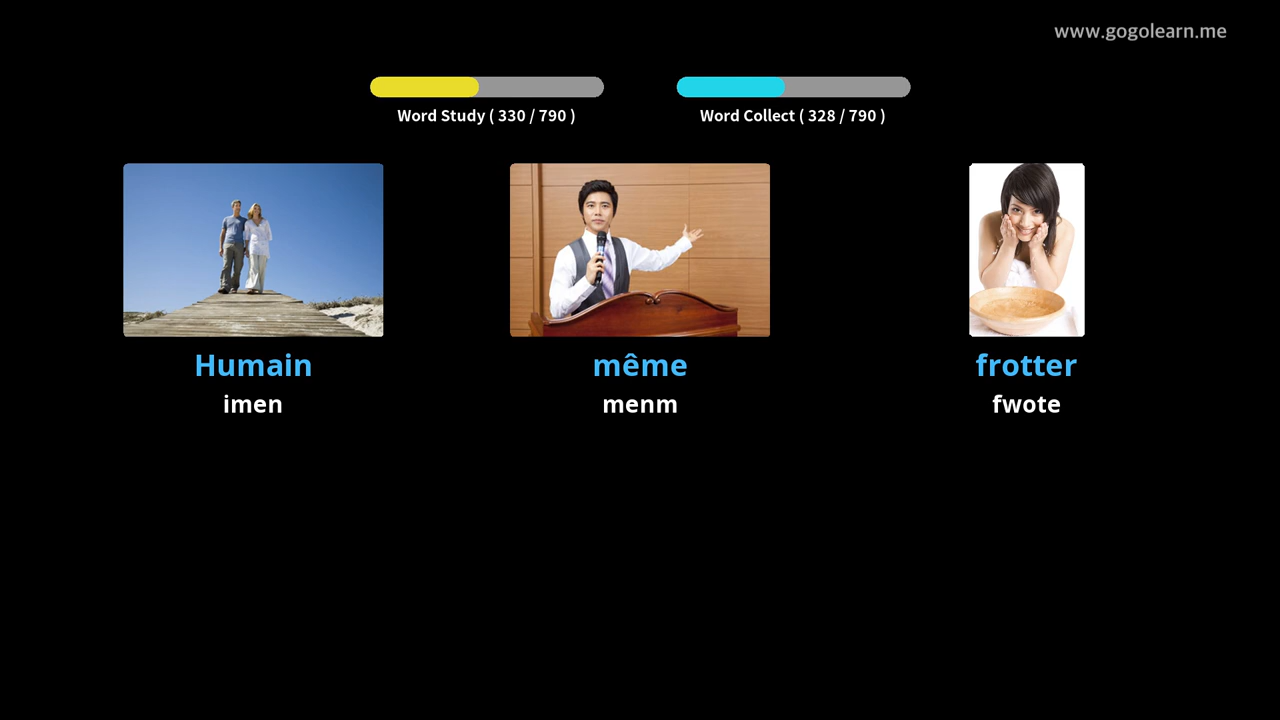 www.gogolearn.me
Word Study ( 330 / 790 )
Word Collect ( 328 / 790 )
Humain
imen
même
menm
frotter
fwote